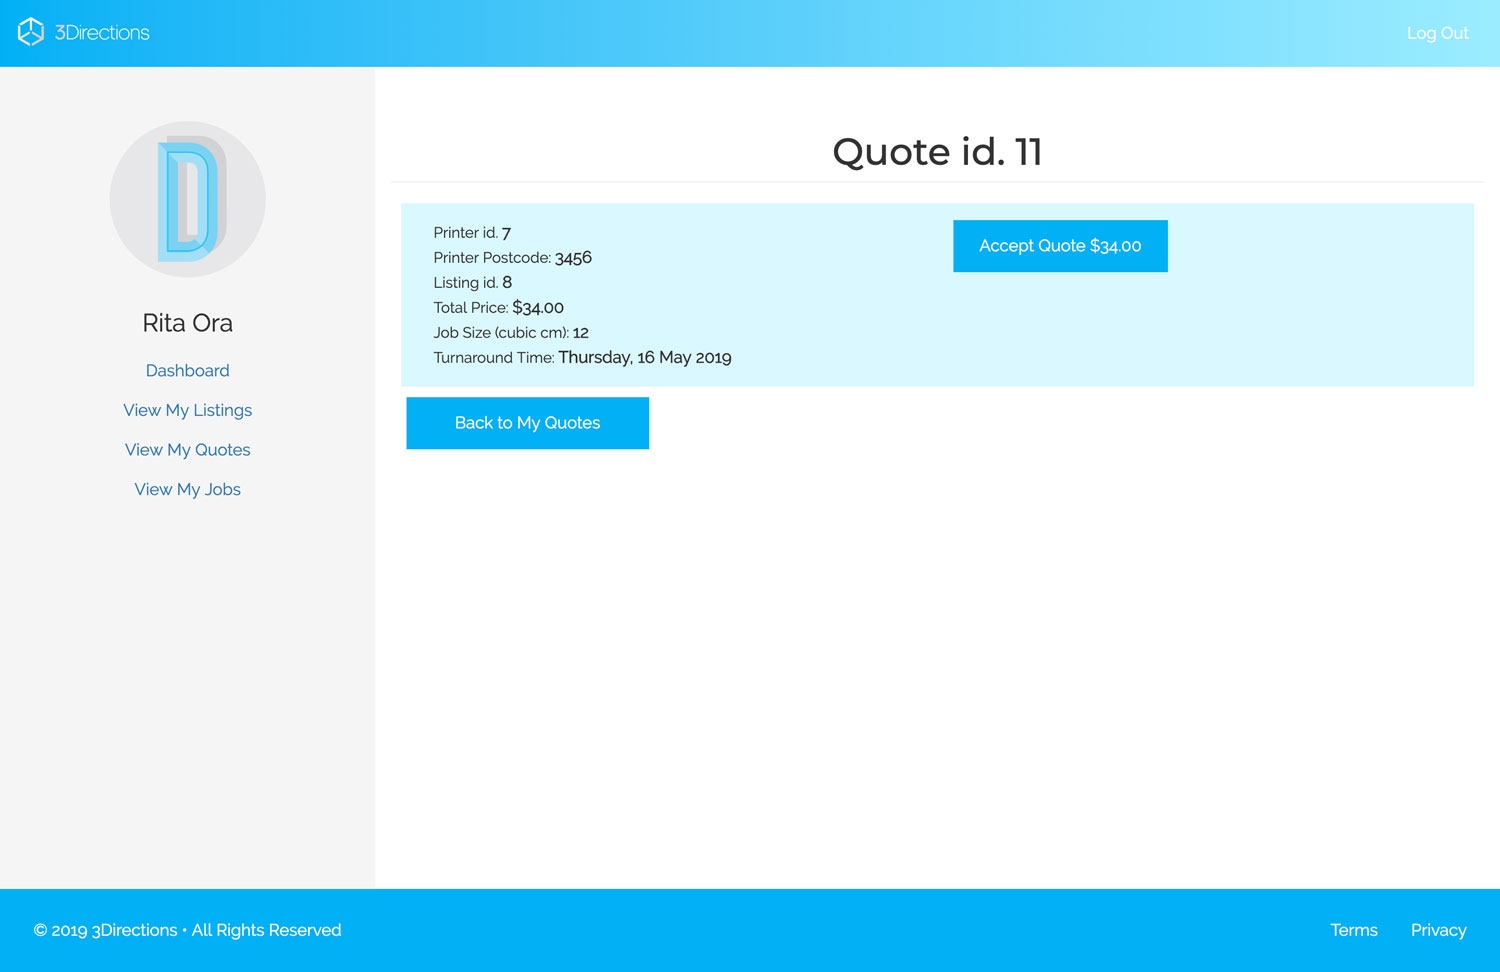 3Directions
Log Out
D
Rita Ora
Dashboard
View My Listings
View My Quotes
View My Jobs
Quote id. 11
Printer id. 7
Printer Postcode: 3456
Listing id. 8
Total Price: $34.00
Job Size (cubic cm): 12
Turnaround Time: Thursday, 16 May 2019
Accept Quote $34.00
Back to My Quotes
© 2019 3Directions • All Rights Reserved
Terms
Privacy